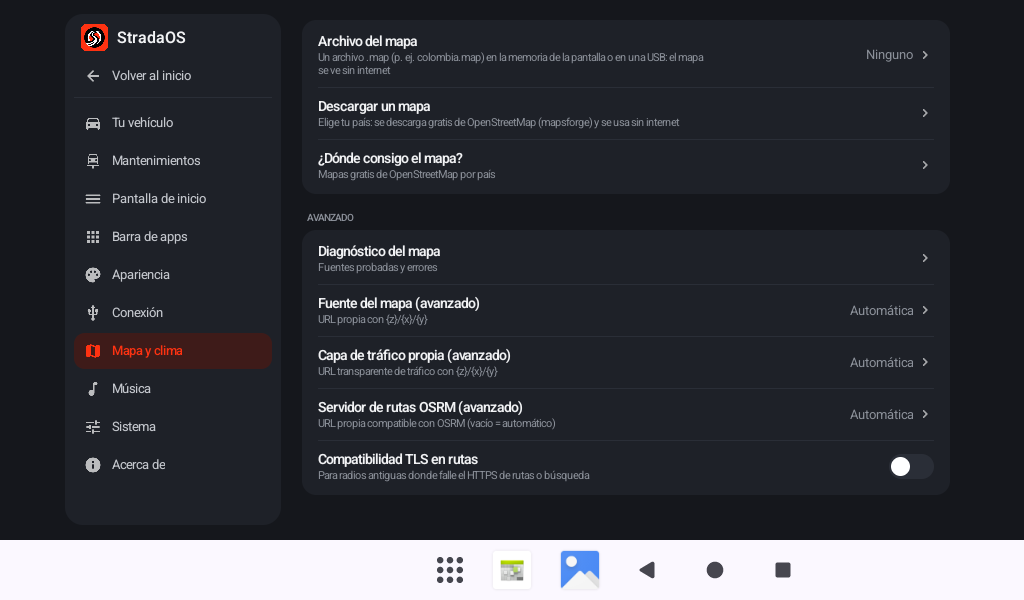 StradaOS
Volver al inicio
Tu vehículo
Mantenimientos
Pantalla de inicio
Barra de apps
Apariencia
Conexión
Mapa y clima
Música
Sistema
Acerca de
Archivo del mapa
Un archivo .map (p. ej. colombia.map) en la memoria de la pantalla o en una USB: el mapa
se ve sin internet
Ninguno
Descargar un mapa
Elige tu país: se descarga gratis de OpenStreetMap (mapsforge) y se usa sin internet
¿Dónde consigo el mapa?
Mapas gratis de OpenStreetMap por país
AVANZADO
Diagnóstico del mapa
Fuentes probadas y errores
Fuente del mapa (avanzado)
URL propia con {z}/{x}/{y}
Automática
Capa de tráfico propia (avanzado)
URL transparente de tráfico con {z}/{x}/{y}
Automática
Servidor de rutas OSRM (avanzado)
URL propia compatible con OSRM (vacío = automático)
Automática
Compatibilidad TLS en rutas
Para radios antiguas donde falle el HTTPS de rutas o búsqueda